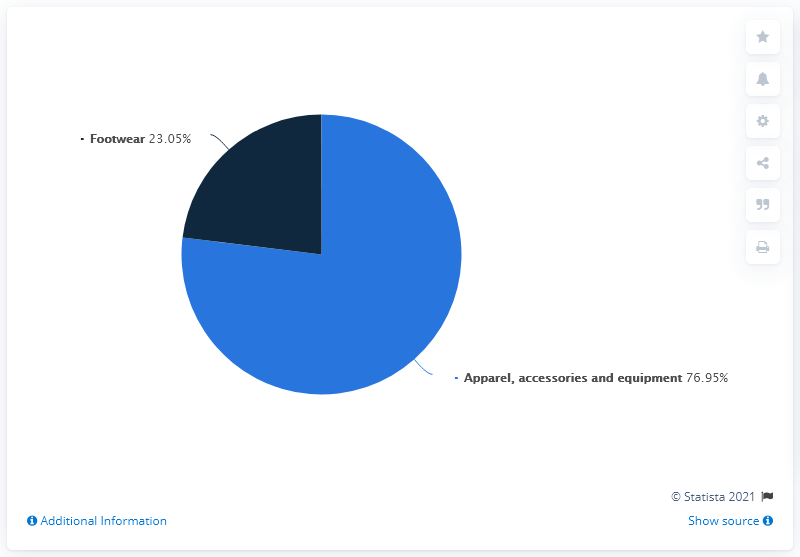 Footwear 23.05%
Apparel, accessories and equipment 76.95%
© Statista 2021
Additional Information
Show source